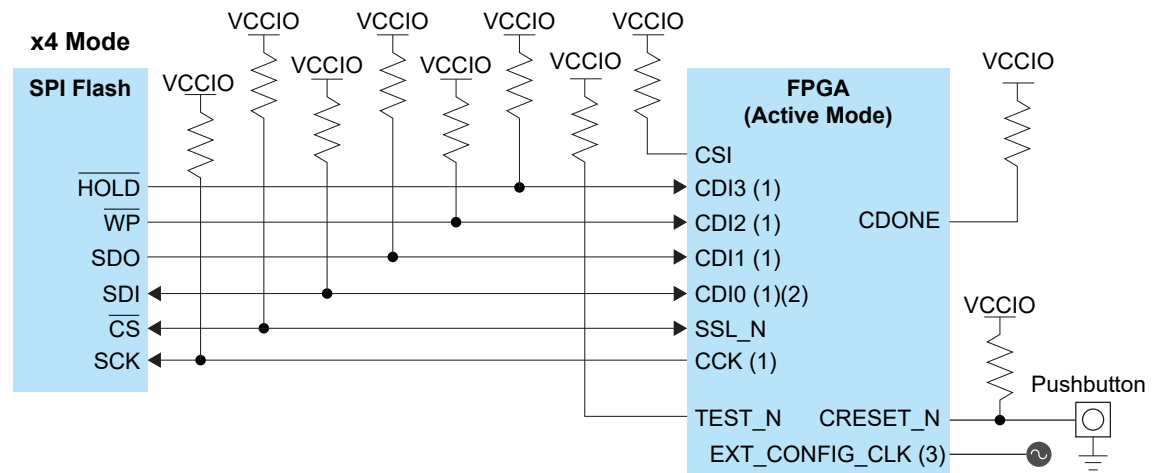 x4 Mode
VCCIO
VCCIO
VCCIO
VCCIO
VCCIO
VCCIO
VCCIO
VCCIO
VCCIO
SPI Flash
FPGA
(Active Mode)
CSI
HOLD
CDI3 (1)
WP
CDI2 (1)
CDONE
SDO
CDI1 (1)
SDI
CDI0 (1)(2)
CS
SSL_N
VCCIO
SCK
CCK (1)
Pushbutton
TEST_N
CRESET_N
EXT_CONFIG_CLK (3)